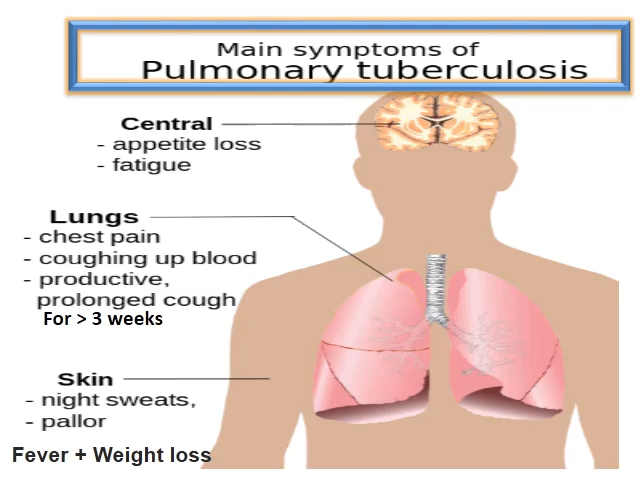 Main symptoms of
Pulmonary tuberculosis
Central
- appetite loss
- fatigue
Lungs
- chest pain
- coughing up blood
- productive,
prolonged cough
For > 3 weeks
Skin
- night sweats,
- pallor
Fever + Weight loss